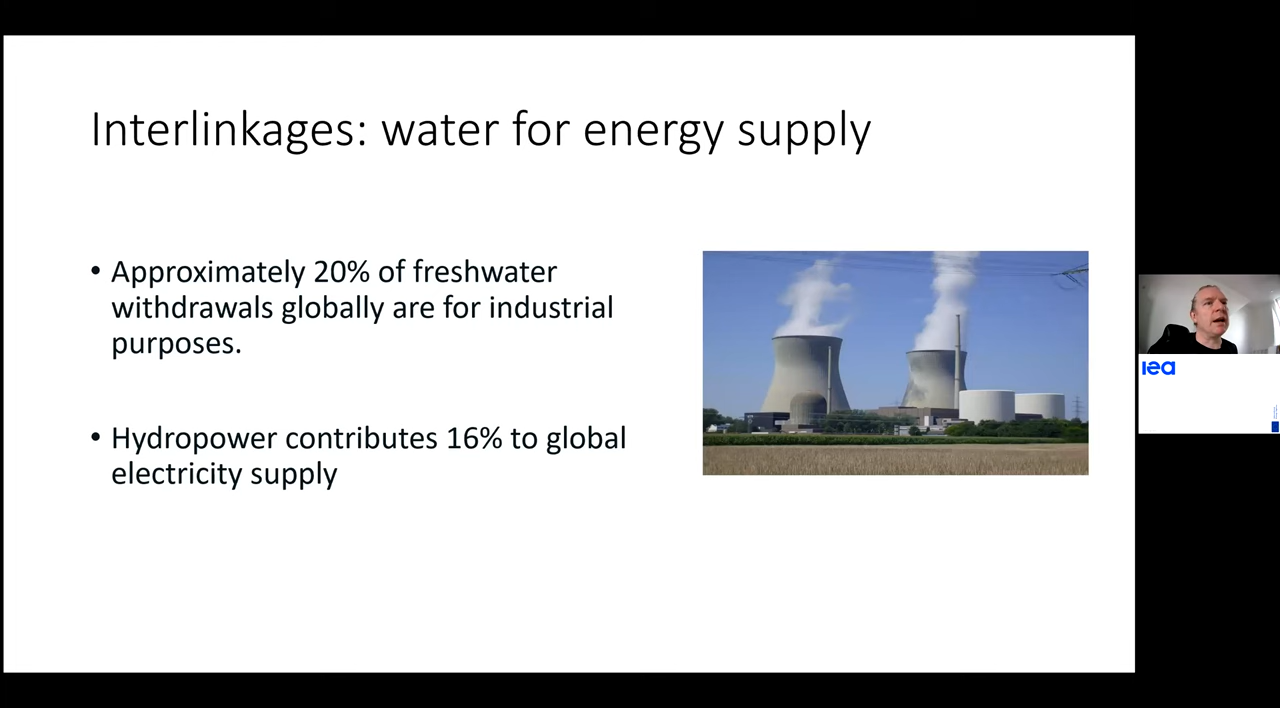 Interlinkages: water for energy supply
• Approximately 20% of freshwater
withdrawals globally are for industrial
purposes.
• Hydropower contributes 16% to global
electricity supply
iea